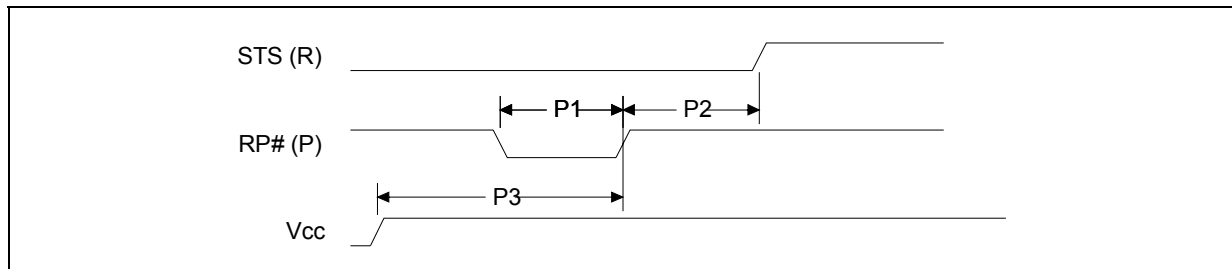 STS (R)
P1
P2
RP# (P)
P3
Vcc